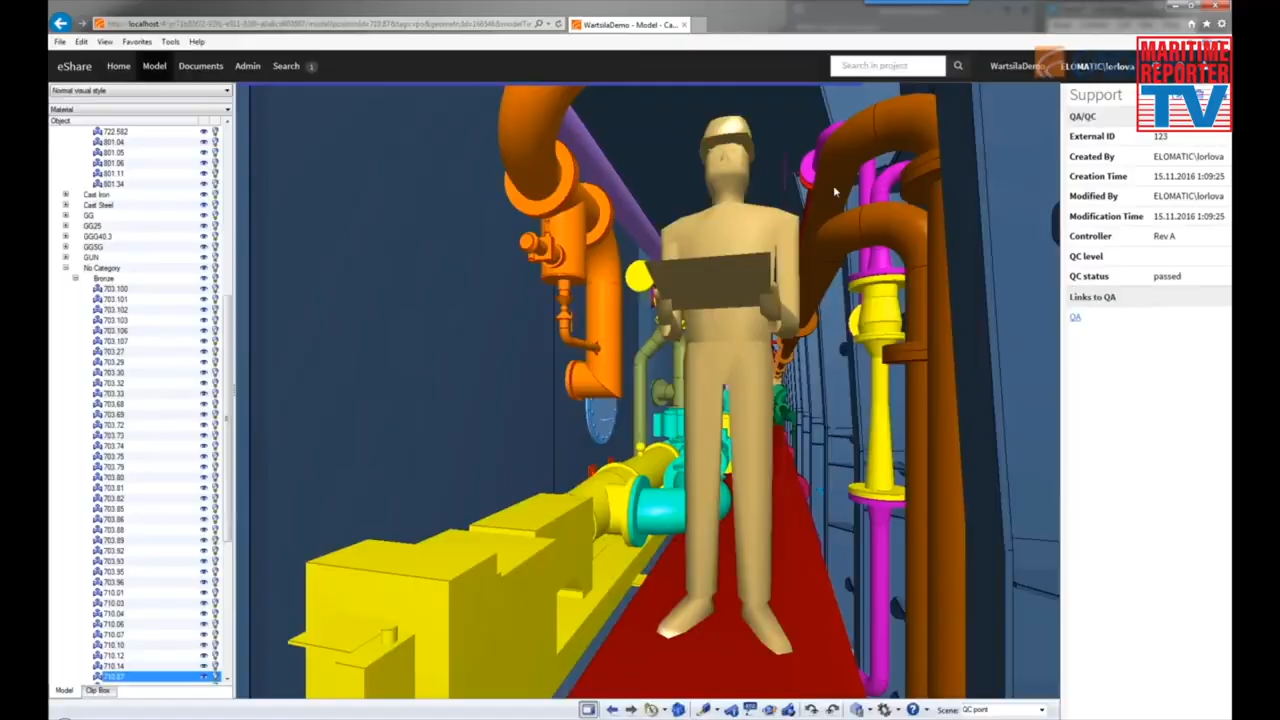 WartsilaDemo - Model - Ca...
File Edit View Favorites Tools Help
eShare Home Model Documents Admin Search 1
Search in project
WartsilaDemo ELOMATIC\lorlova
MARITIME
REPORTER
TV
Normal visual style
Material
Object
722.582
801.04
801.05
801.06
801.11
801.34
Cast Iron
Cast Steel
GG
GG25
GGG40.3
GGSG
GUN
No Category
Bronze
703.100
703.101
703.102
703.103
703.106
703.107
703.27
703.29
703.30
703.32
703.33
703.68
703.69
703.72
703.73
703.74
703.75
703.79
703.80
703.81
703.82
703.85
703.86
703.88
703.89
703.92
703.93
703.95
703.96
710.01
710.03
710.04
710.06
710.07
710.10
710.12
710.14
710.87
Model Clip Box
Support
QA/QC
External ID 123
Created By ELOMATIC\lorlova
Creation Time 15.11.2016 1:09:25
Modified By ELOMATIC\lorlova
Modification Time 15.11.2016 1:09:25
Controller Rev A
QC level
QC status passed
Links to QA
QA
Scene: QC point